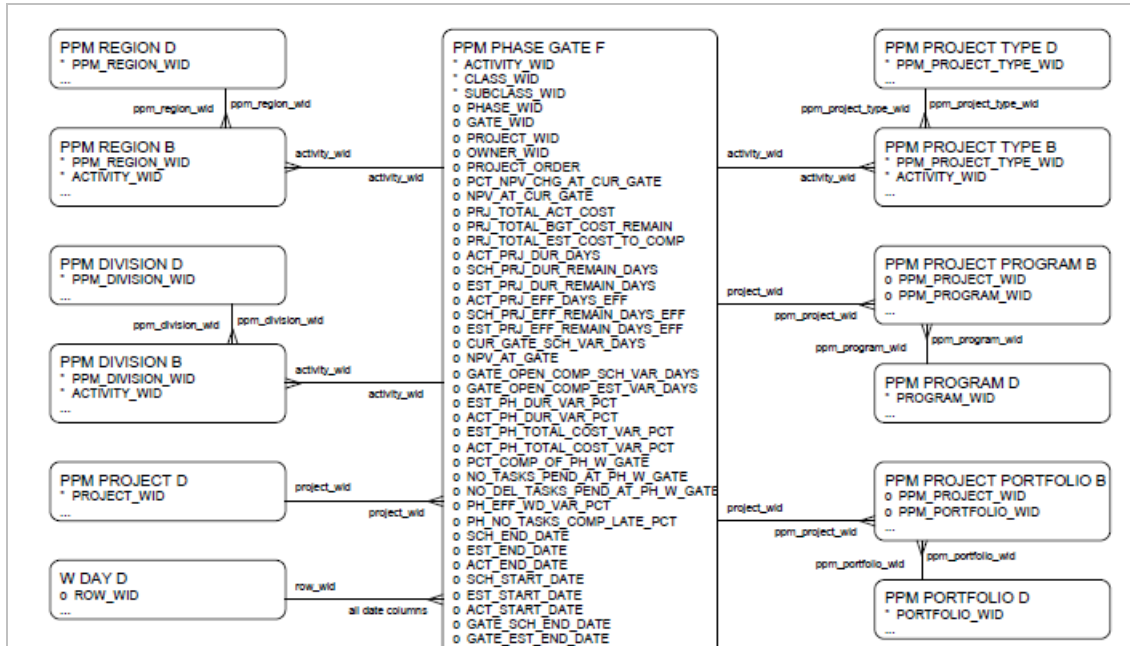 PPM REGION D
* PPM_REGION_WID
...
ppm_region_wid
ppm_region_wid
PPM REGION B
* PPM_REGION_WID
* ACTIVITY_WID
...
activity_wid
activity_wid
PPM DIVISION D
* PPM_DIVISION_WID
...
ppm_division_wid
ppm_division_wid
PPM DIVISION B
* PPM_DIVISION_WID
* ACTIVITY_WID
...
activity_wid
activity_wid
PPM PROJECT D
* PROJECT_WID
...
project_wid
project_wid
W DAY D
o ROW_WID
...
row_wid
all date columns
PPM PHASE GATE F
* ACTIVITY_WID
* CLASS_WID
* SUBCLASS_WID
o PHASE_WID
o GATE_WID
o PROJECT_WID
o OWNER_WID
o PROJECT_ORDER
o PCT_NPV_CHG_AT_CUR_GATE
o NPV_AT_CUR_GATE
o PRJ_TOTAL_ACT_COST
o PRJ_TOTAL_BGT_COST_REMAIN
o PRJ_TOTAL_EST_COST_TO_COMP
o ACT_PRJ_DUR_DAYS
o SCH_PRJ_DUR_REMAIN_DAYS
o EST_PRJ_DUR_REMAIN_DAYS
o ACT_PRJ_EFF_DAYS_EFF
o SCH_PRJ_EFF_REMAIN_DAYS_EFF
o EST_PRJ_EFF_REMAIN_DAYS_EFF
o CUR_GATE_SCH_VAR_DAYS
o NPV_AT_GATE
o GATE_OPEN_COMP_SCH_VAR_DAYS
o GATE_OPEN_COMP_EST_VAR_DAYS
o EST_PH_DUR_VAR_PCT
o ACT_PH_DUR_VAR_PCT
o EST_PH_TOTAL_COST_VAR_PCT
o ACT_PH_TOTAL_COST_VAR_PCT
o PCT_COMP_OF_PH_W_GATE
o NO_TASKS_PEND_AT_PH_W_GATE
o NO_DEL_TASKS_PEND_AT_PH_W_GATE
o PH_EFF_WD_VAR_PCT
o PH_NO_TASKS_COMP_LATE_PCT
o SCH_END_DATE
o EST_END_DATE
o ACT_END_DATE
o SCH_START_DATE
o EST_START_DATE
o ACT_START_DATE
o GATE_SCH_END_DATE
o GATE_EST_END_DATE
PPM PROJECT TYPE D
* PPM_PROJECT_TYPE_WID
...
ppm_project_type_wid
ppm_project_type_wid
activity_wid
activity_wid
PPM PROJECT TYPE B
* PPM_PROJECT_TYPE_WID
* ACTIVITY_WID
...
project_wid
ppm_project_wid
PPM PROJECT PROGRAM B
o PPM_PROJECT_WID
o PPM_PROGRAM_WID
...
ppm_program_wid
ppm_program_wid
PPM PROGRAM D
* PROGRAM_WID
...
project_wid
ppm_project_wid
PPM PROJECT PORTFOLIO B
o PPM_PROJECT_WID
o PPM_PORTFOLIO_WID
...
ppm_portfolio_wid
ppm_portfolio_wid
PPM PORTFOLIO D
* PORTFOLIO_WID
...